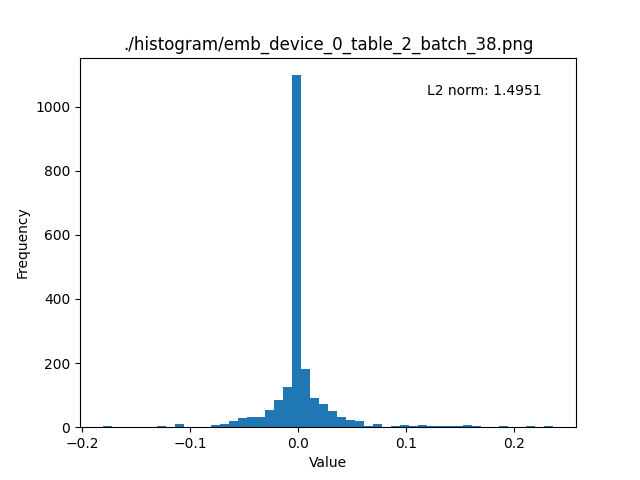 ./histogram/emb_device_0_table_2_batch_38.png
L2 norm: 1.4951
1000
800
600
400
200
0
Frequency
−0.2 −0.1 0.0 0.1 0.2
Value